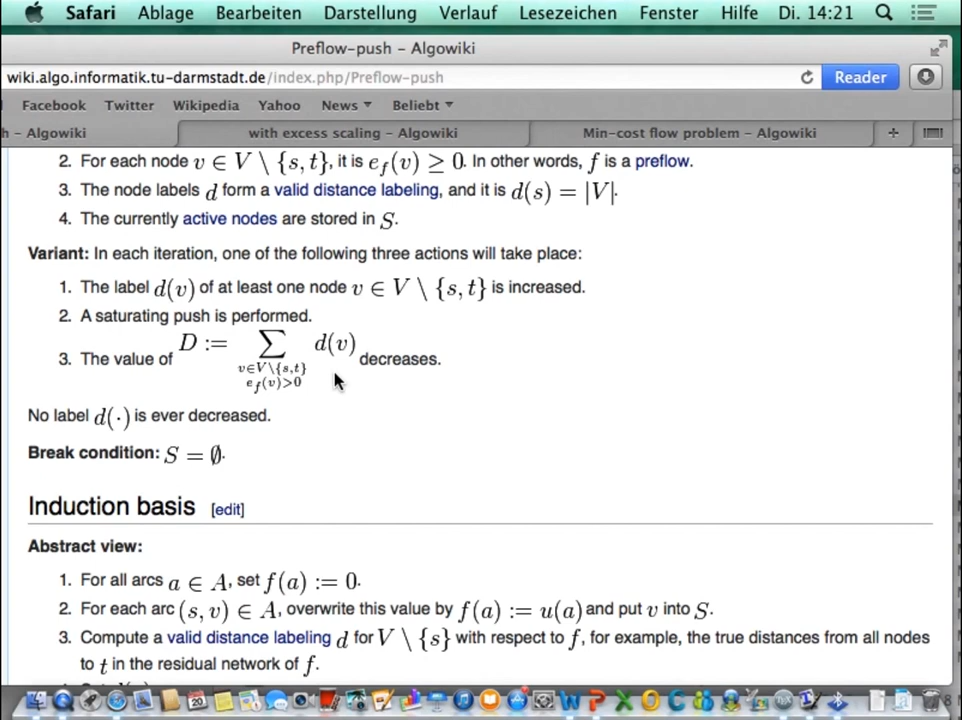 Safari Ablage Bearbeiten Darstellung Verlauf Lesezeichen Fenster Hilfe Di. 14:21
Preflow-push – Algowiki
wiki.algo.informatik.tu-darmstadt.de/index.php/Preflow-push Reader
Facebook Twitter Wikipedia Yahoo News ▾ Beliebt ▾
h – Algowiki with excess scaling – Algowiki Min-cost flow problem – Algowiki +
2. For each node v ∈ V \ {s, t}, it is e_f(v) ≥ 0. In other words, f is a preflow.
3. The node labels d form a valid distance labeling, and it is d(s) = |V|.
4. The currently active nodes are stored in S.
Variant: In each iteration, one of the following three actions will take place:
1. The label d(v) of at least one node v ∈ V \ {s, t} is increased.
2. A saturating push is performed.
3. The value of D := ∑_{v∈V\{s,t} e_f(v)>0} d(v) decreases.
No label d(·) is ever decreased.
Break condition: S = ∅.
Induction basis [edit]
Abstract view:
1. For all arcs a ∈ A, set f(a) := 0.
2. For each arc (s, v) ∈ A, overwrite this value by f(a) := u(a) and put v into S.
3. Compute a valid distance labeling d for V \ {s} with respect to f, for example, the true distances from all nodes
to t in the residual network of f.